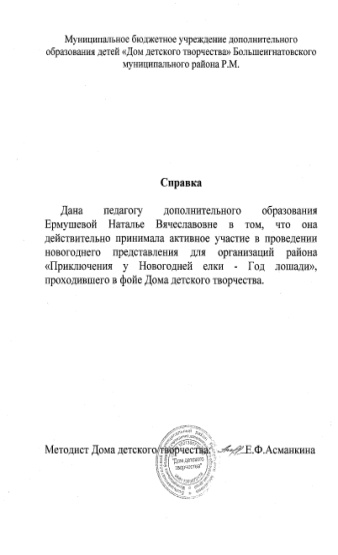 Муниципальное бюджетное учреждение дополнительного
образования детей «Дом детского творчества» Большеигнатовского
муниципального района Р.М.
Справка
Дана педагогу дополнительного образования
Ермушевой Наталье Вячеславовне в том, что она
действительно принимала активное участие в проведении
новогоднего представления для организаций района
«Приключения у Новогодней елки - Год лошади»,
проходившего в фойе Дома детского творчества.
Методист Дома детского творчества: Е.Ф.Асманкина
"Дом детского
творчества"